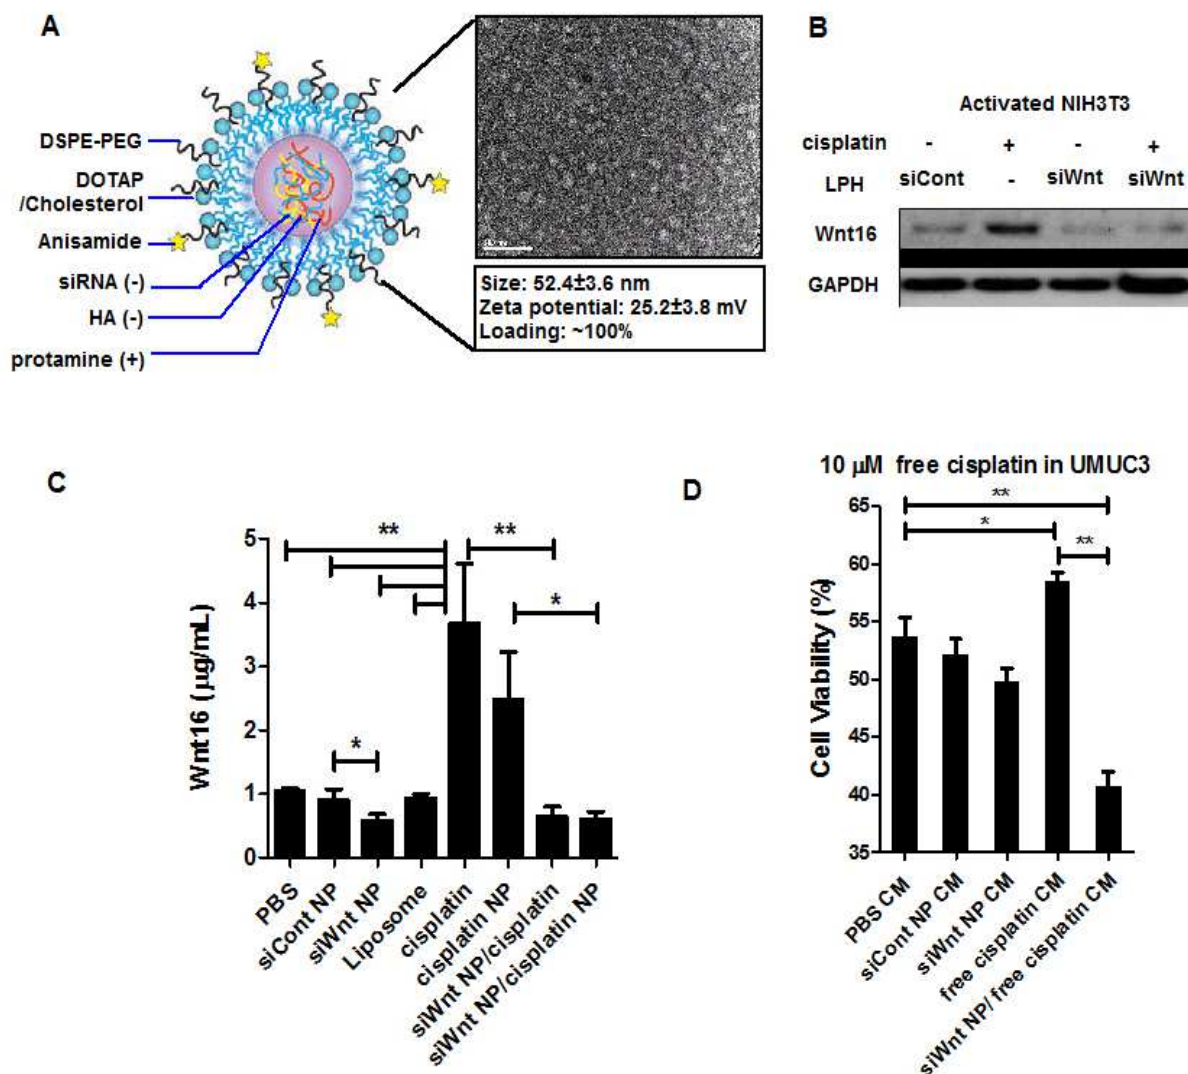 A
DSPE-PEG
DOTAP
/Cholesterol
Anisamide
siRNA (-)
HA (-)
protamine (+)
Size: 52.4±3.6 nm
Zeta potential: 25.2±3.8 mV
Loading: ~100%
B
Activated NIH3T3
cisplatin - + - +
LPH siCont - siWnt siWnt
Wnt16
GAPDH
C
Wnt16 (µg/mL)
5
4
3
2
1
0
** **
*
*
PBS
siCont NP
siWnt NP
Liposome
cisplatin
cisplatin NP
siWnt NP/cisplatin
siWnt NP/cisplatin NP
D
10 µM free cisplatin in UMUC3
Cell Viability (%)
65
60
55
50
45
40
35
**
*
**
PBS CM
siCont NP CM
siWnt NP CM
free cisplatin CM
siWnt NP/ free cisplatin CM